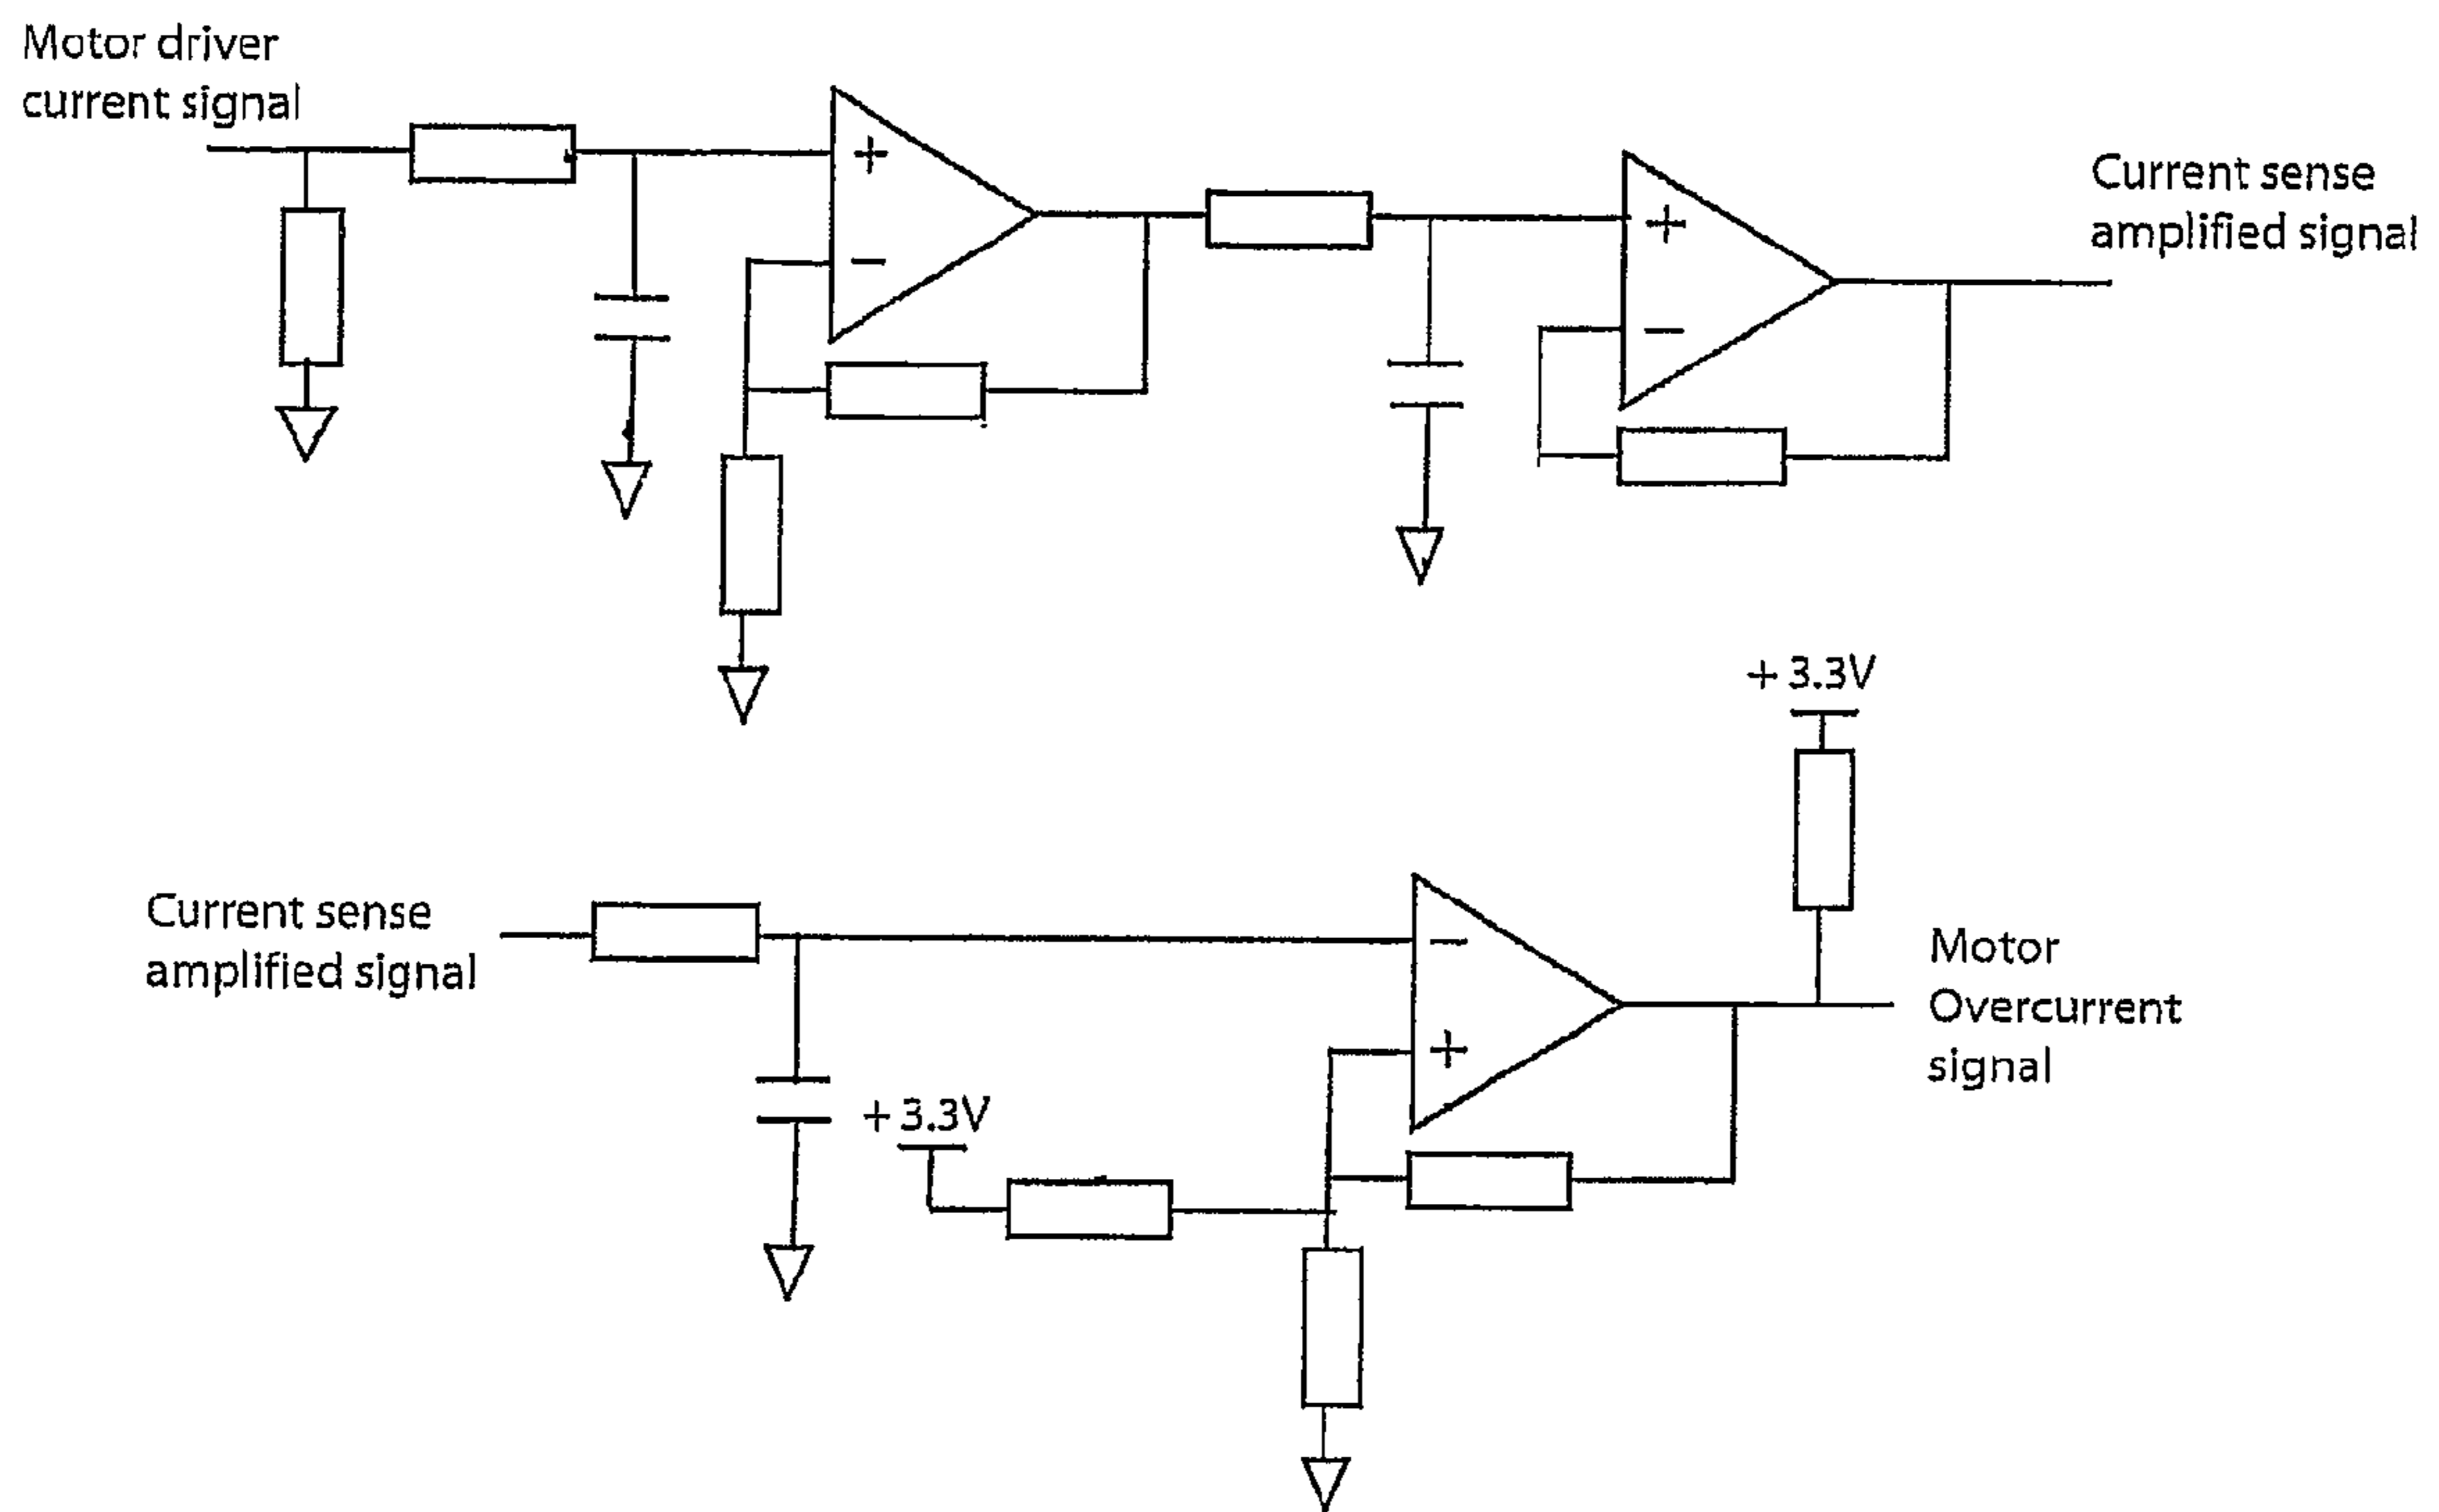 Motor driver
current signal
+
−
+
−
Current sense
amplified signal
+ 3.3V
Current sense
amplified signal
−
+
+ 3.3V
Motor
Overcurrent
signal